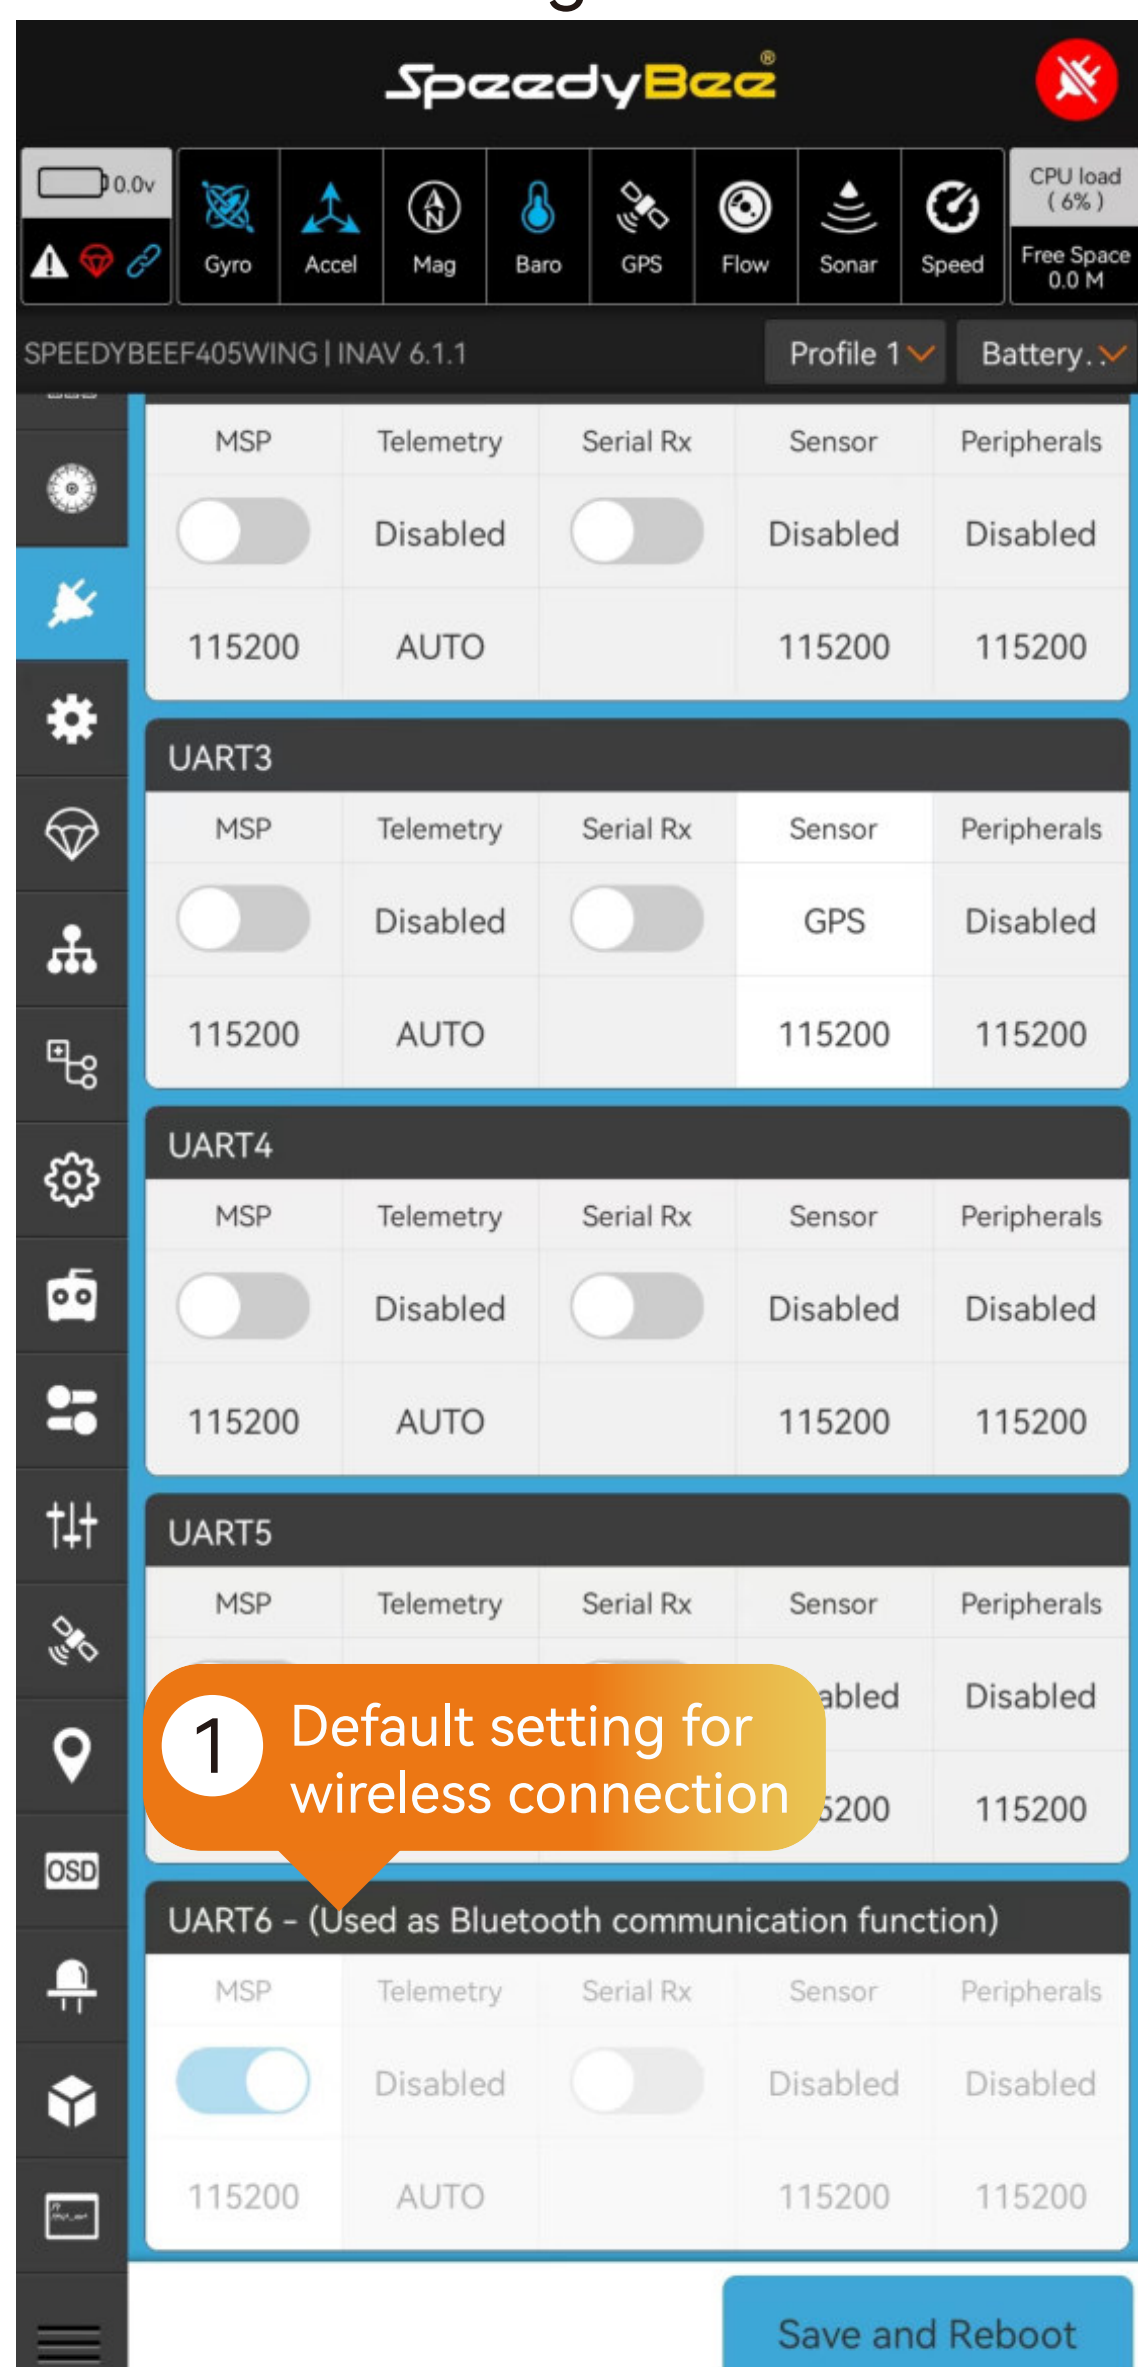 SpeedyBee®
0.0v
Gyro Accel Mag Baro GPS Flow Sonar Speed
CPU load
( 6% )
Free Space
0.0 M
SPEEDYBEEF405WING | INAV 6.1.1 Profile 1 Battery. .
MSP Telemetry Serial Rx Sensor Peripherals
Disabled Disabled Disabled
115200 AUTO 115200 115200
UART3
MSP Telemetry Serial Rx Sensor Peripherals
Disabled GPS Disabled
115200 AUTO 115200 115200
UART4
MSP Telemetry Serial Rx Sensor Peripherals
Disabled Disabled Disabled
115200 AUTO 115200 115200
UART5
MSP Telemetry Serial Rx Sensor Peripherals
abled Disabled
5200 115200
1 Default setting for
wireless connection
UART6 - (Used as Bluetooth communication function)
MSP Telemetry Serial Rx Sensor Peripherals
Disabled Disabled Disabled
115200 AUTO 115200 115200
OSD
Save and Reboot